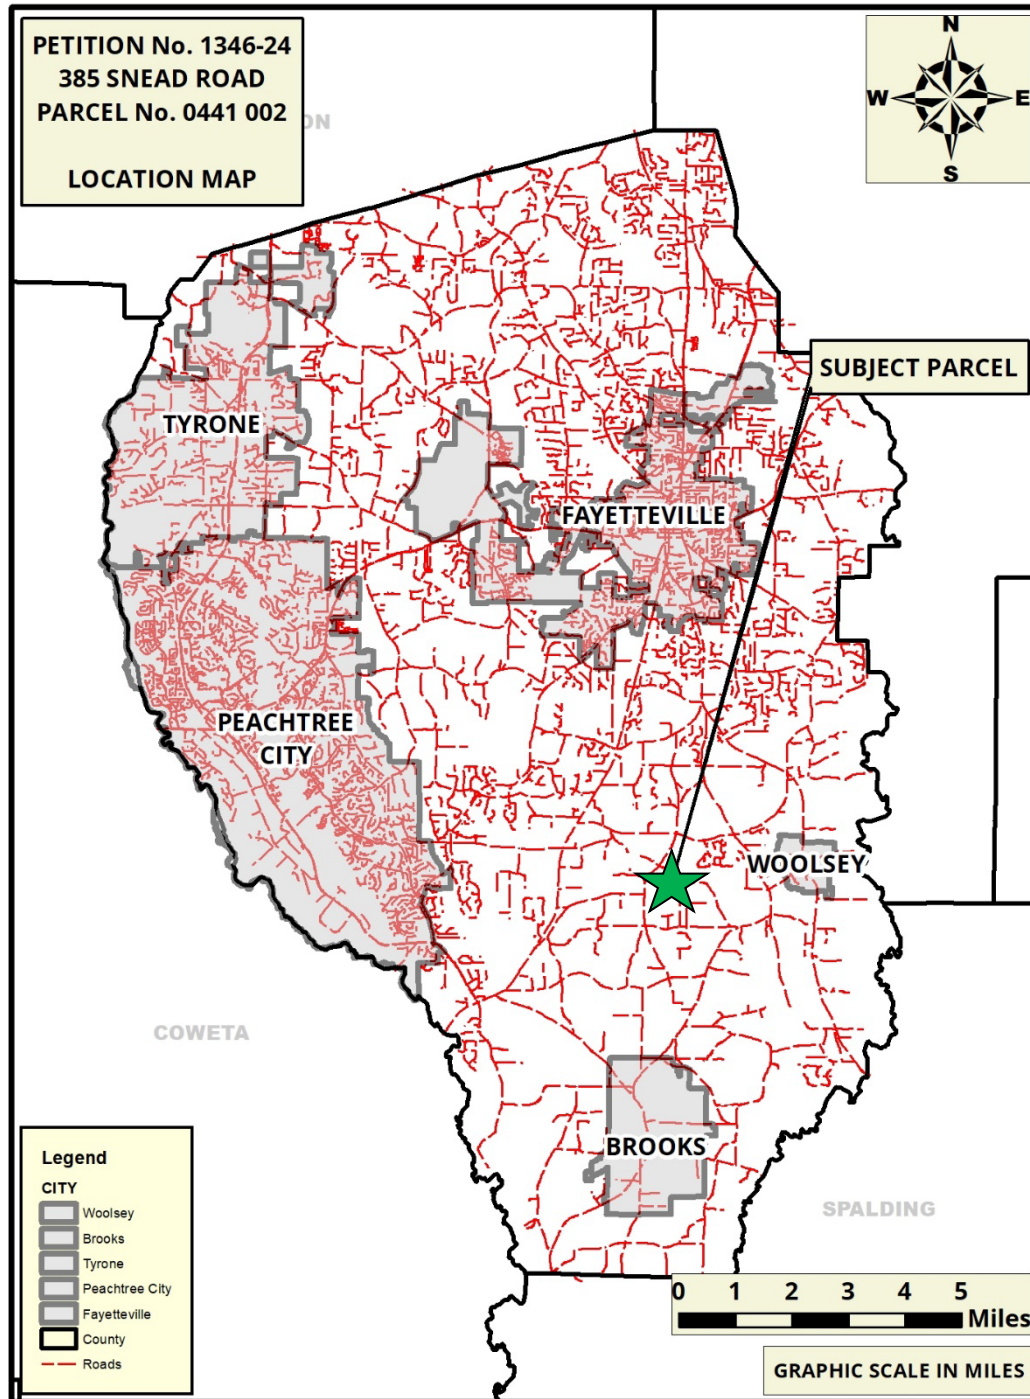 PETITION No. 1346-24
385 SNEAD ROAD
PARCEL No. 0441 002
LOCATION MAP
ON
N
W
E
S
SUBJECT PARCEL
TYRONE
FAYETTEVILLE
PEACHTREE
CITY
WOOLSEY
COWETA
BROOKS
SPALDING
Legend
CITY
Woolsey
Brooks
Tyrone
Peachtree City
Fayetteville
County
Roads
0 1 2 3 4 5
Miles
GRAPHIC SCALE IN MILES